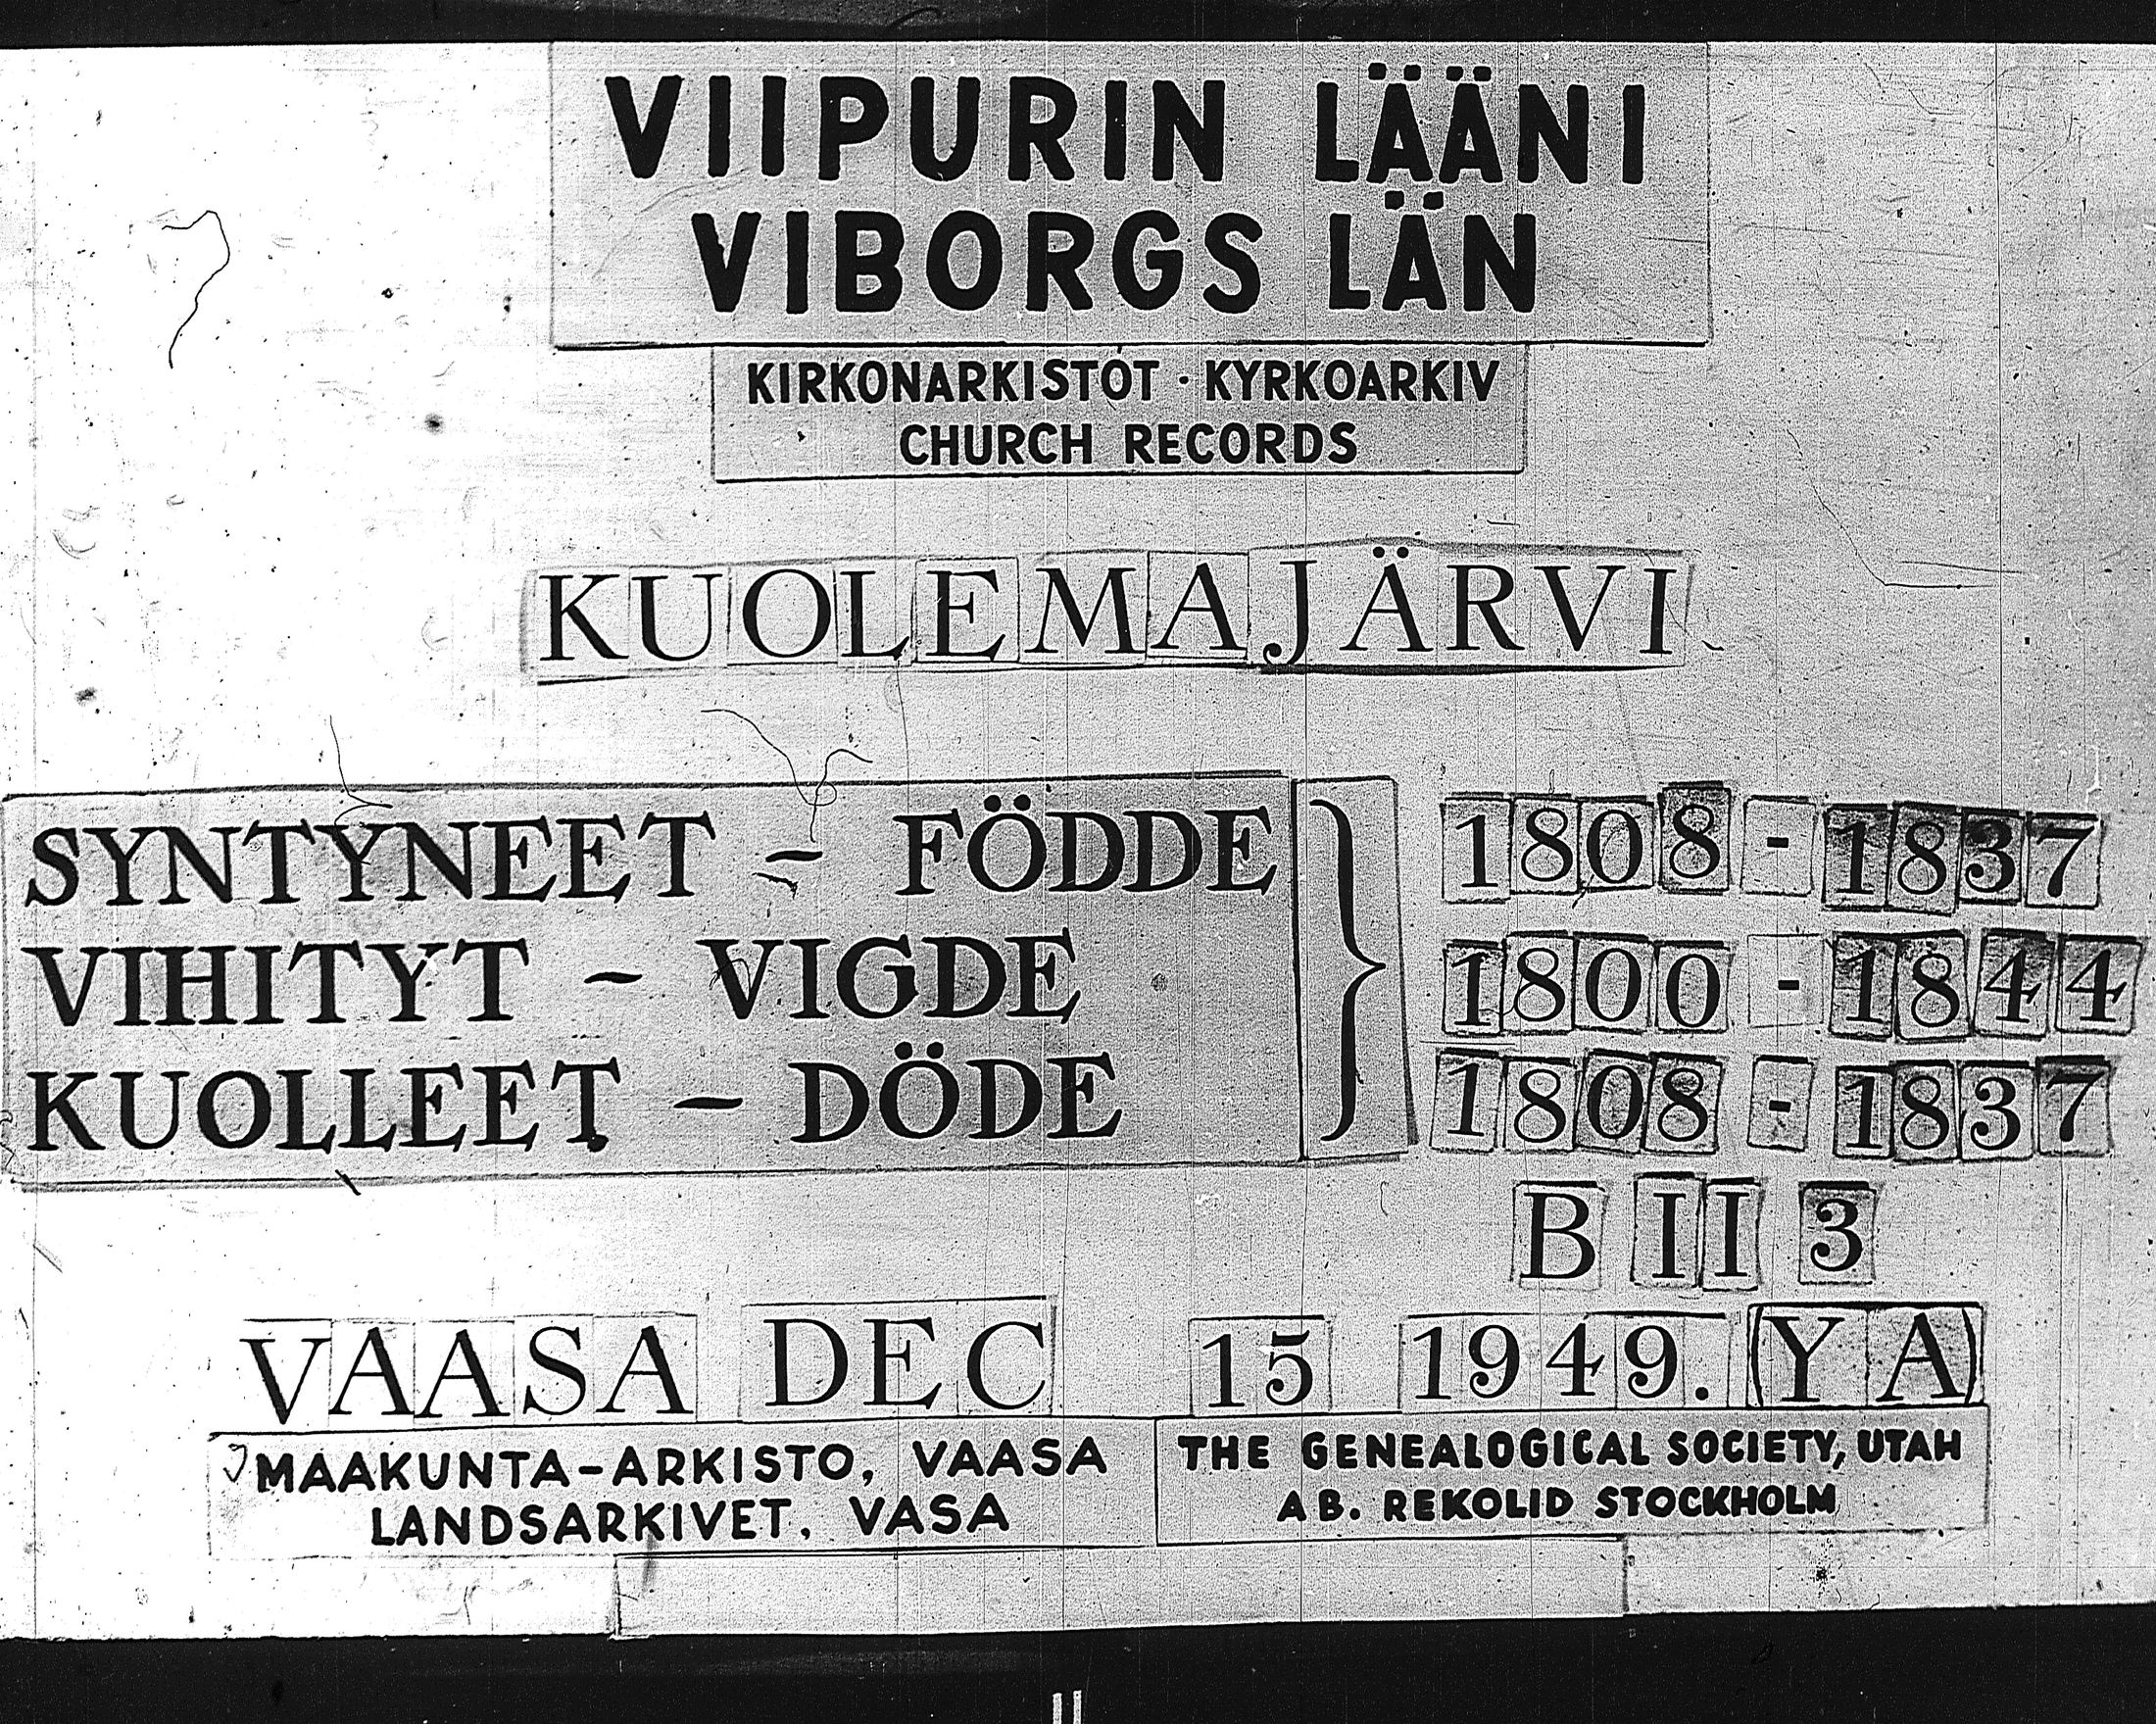 VIIPURIN LÄÄNI
VIBORGS LÄN
KIRKONARKISTOT · KYRKOARKIV
CHURCH RECORDS
KUOLEMAJÄRVI
SYNTYNEET – FÖDDE } 1808 - 1837
VIHITYT – VIGDE 1800 - 1844
KUOLLEET – DÖDE 1808 - 1837
B II 3
VAASA DEC 15 1949. (YA)
MAAKUNTA-ARKISTO, VAASA
LANDSARKIVET, VASA
THE GENEALOGICAL SOCIETY, UTAH
AB. REKOLID STOCKHOLM